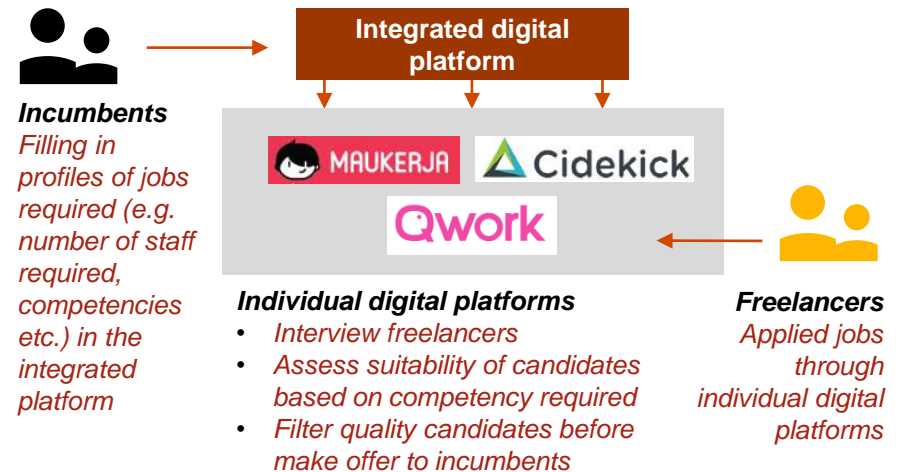 Integrated digital
platform
Incumbents
Filling in
profiles of jobs
required (e.g.
number of staff
required,
competencies
etc.) in the
integrated
platform
MAUKERJA
Cidekick
Qwork
Individual digital platforms
• Interview freelancers
• Assess suitability of candidates
based on competency required
• Filter quality candidates before
make offer to incumbents
Freelancers
Applied jobs
through
individual digital
platforms